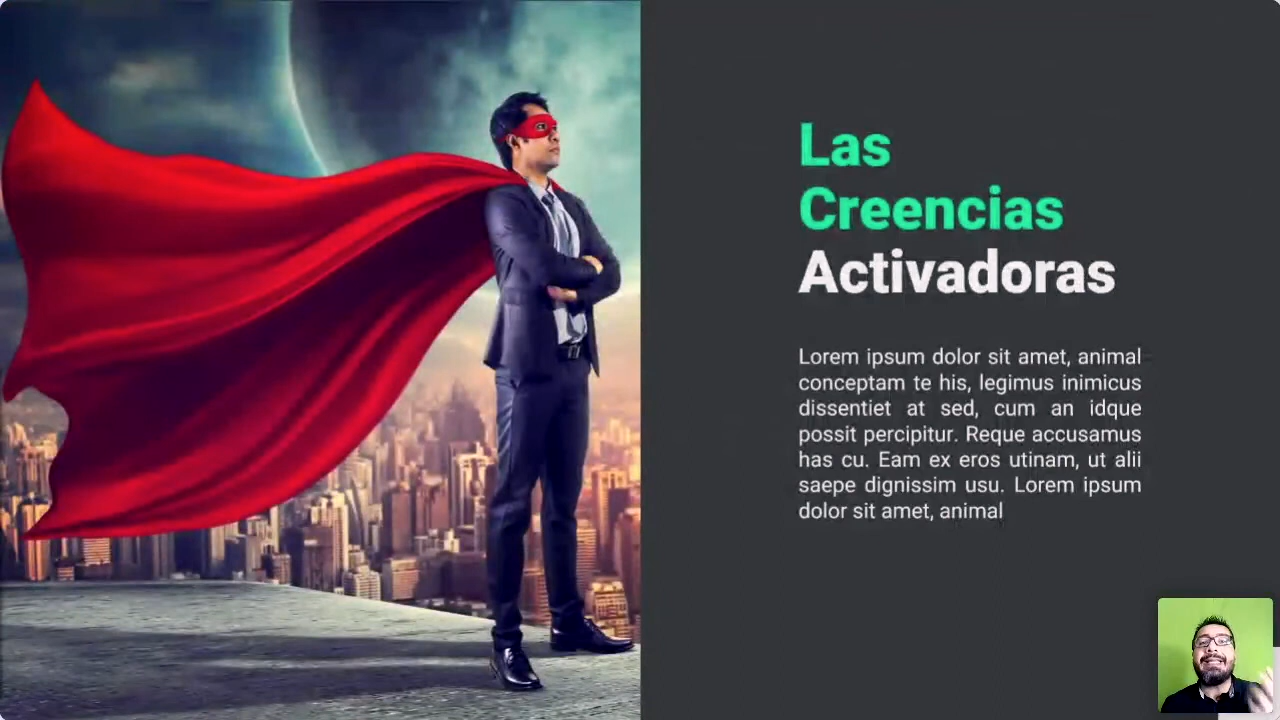 Las
Creencias
Activadoras
Lorem ipsum dolor sit amet, animal
conceptam te his, legimus inimicus
dissentiet at sed, cum an idque
possit percipitur. Reque accusamus
has cu. Eam ex eros utinam, ut alii
saepe dignissim usu. Lorem ipsum
dolor sit amet, animal